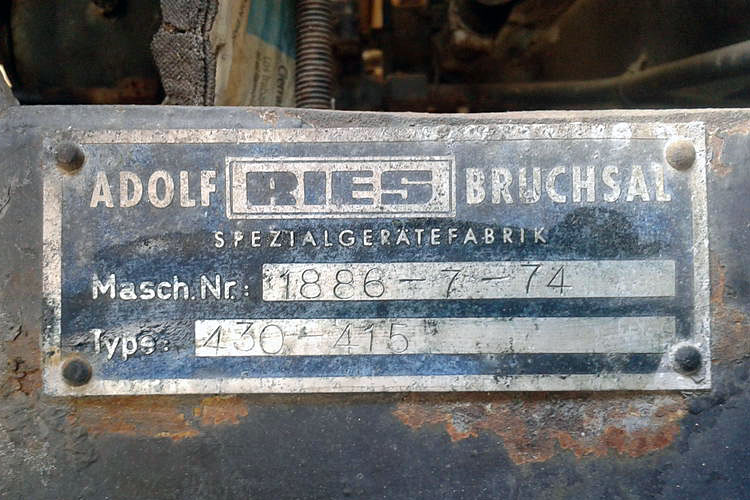 ADOLF RIES BRUCHSAL
SPEZIALGERÄTEFABRIK
Masch.Nr.: 1886-7-74
Type: 430-415